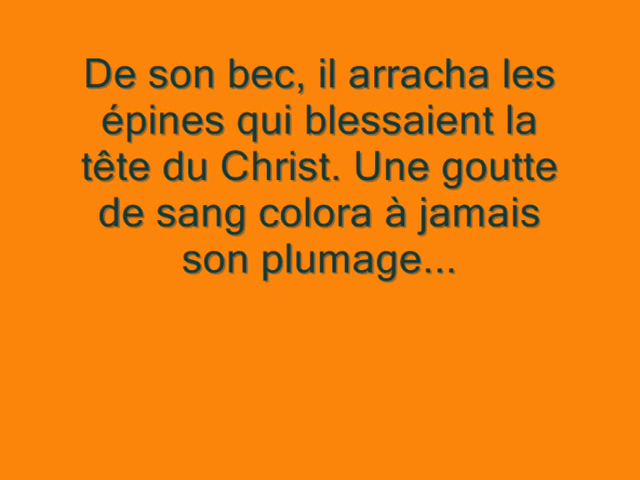 De son bec, il arracha les
épines qui blessaient la
tête du Christ. Une goutte
de sang colora à jamais
son plumage...